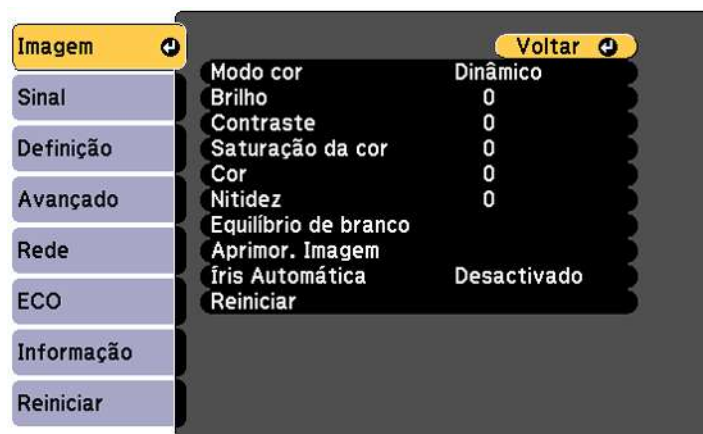 Imagem
Sinal
Definição
Avançado
Rede
ECO
Informação
Reiniciar
Voltar
Modo cor Dinâmico
Brilho 0
Contraste 0
Saturação da cor 0
Cor 0
Nitidez 0
Equilíbrio de branco
Aprimor. Imagem
Íris Automática Desactivado
Reiniciar